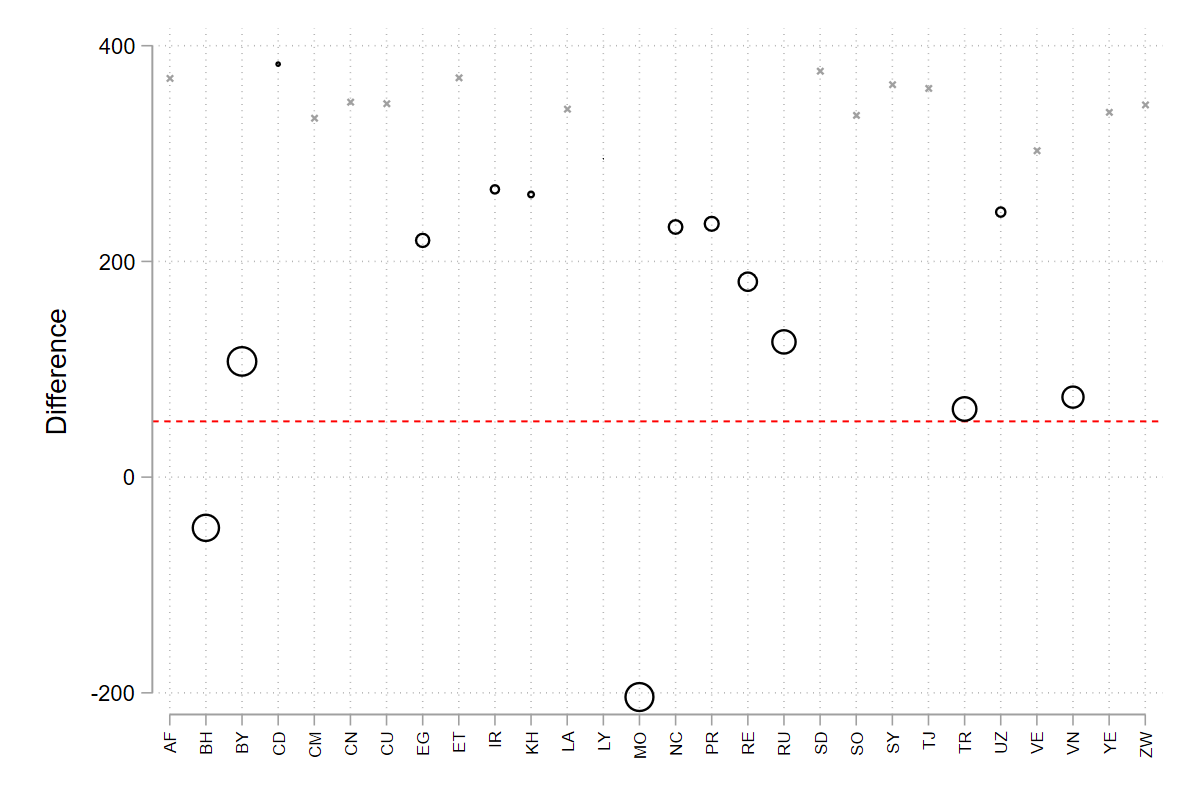 400
200
0
-200
Difference
AF BH BY CD CM CN CU EG ET IR KH LA LY MO NC PR RE RU SD SO SY TJ TR UZ VE VN YE ZW